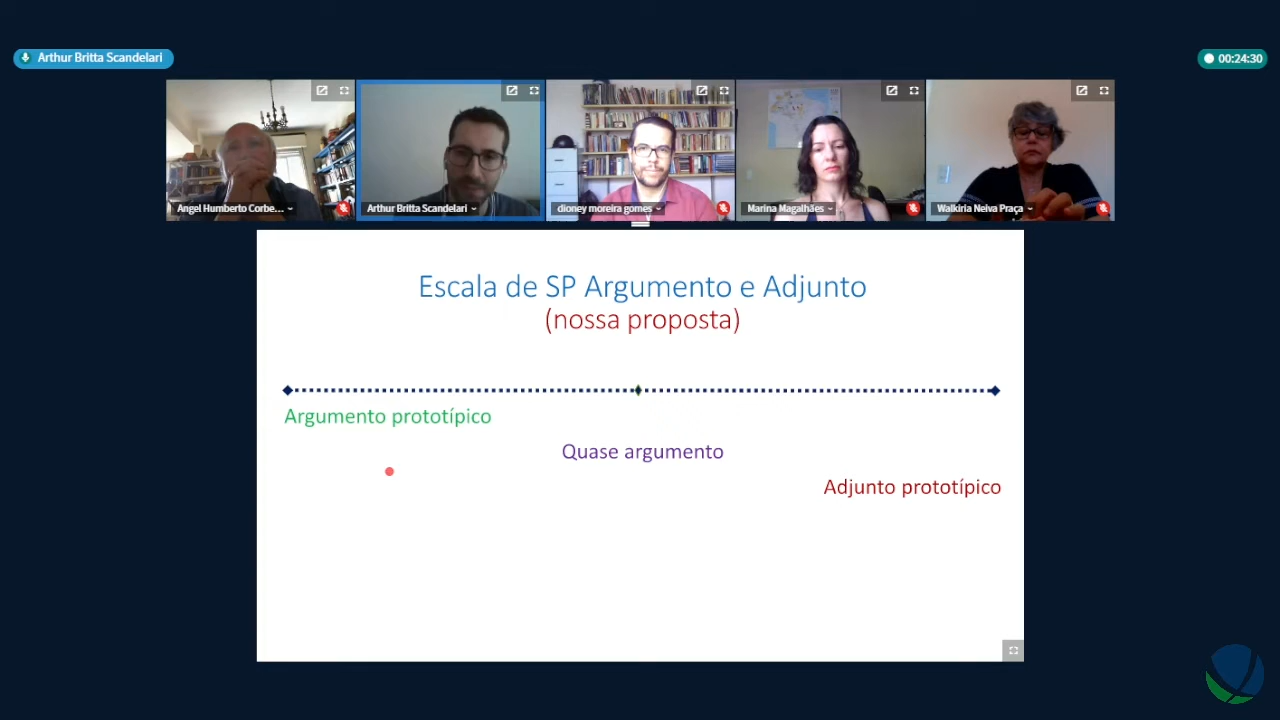 Arthur Britta Scandelari
00:24:30
Angel Humberto Corbe...
Arthur Britta Scandelari
dioney moreira gomes
Marina Magalhães
Walkíria Neiva Praça
Escala de SP Argumento e Adjunto
(nossa proposta)
Argumento prototípico
Quase argumento
Adjunto prototípico